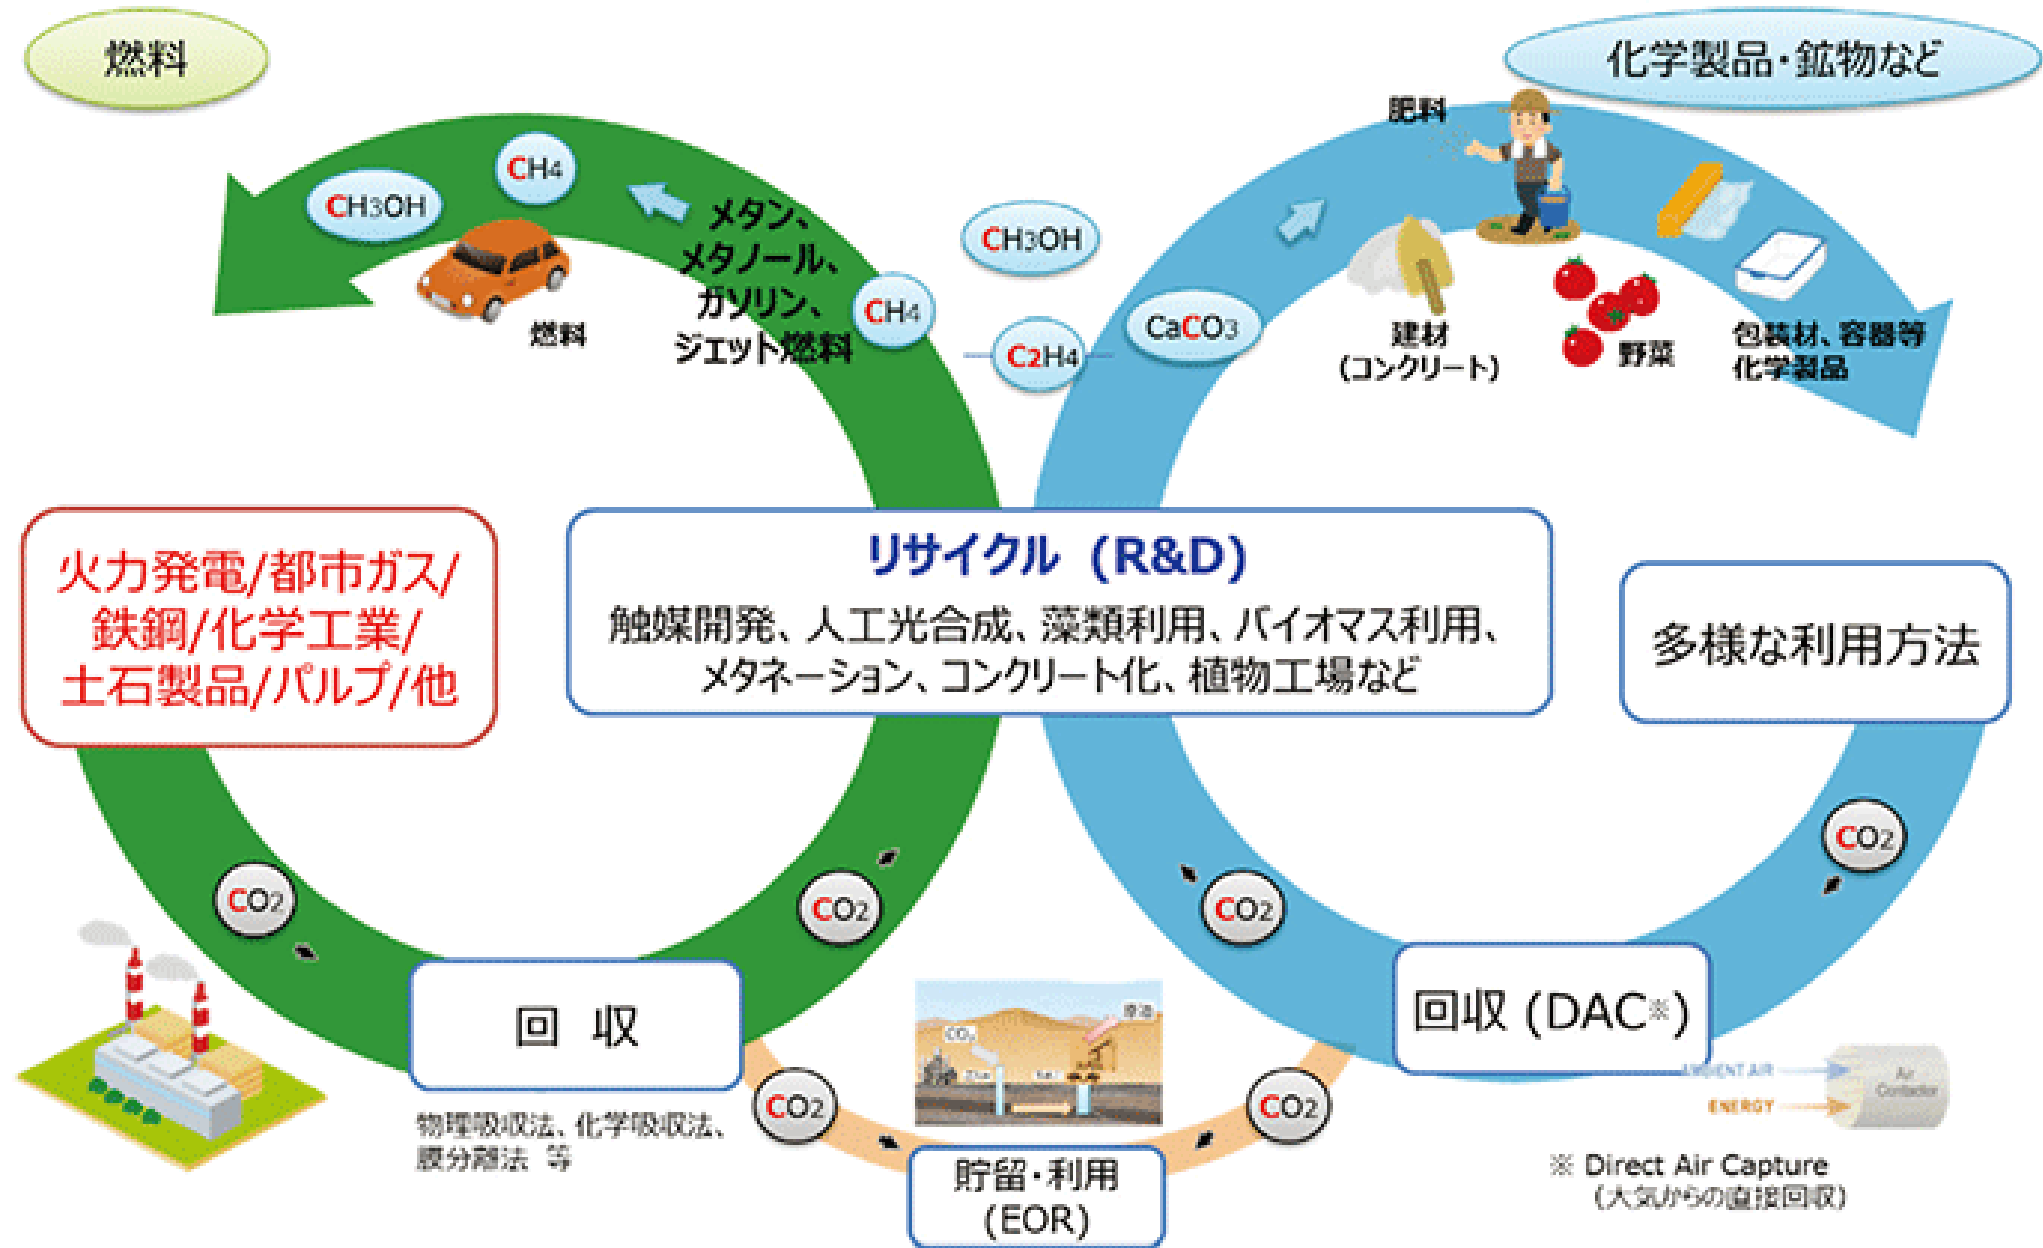 燃料
化学製品・鉱物など
肥料
CH4
CH3OH
メタン、
メタノール、
ガソリン、
ジェット燃料
燃料
CH4
CH3OH
C2H4
CaCO3
建材
(コンクリート)
野菜
包装材、容器等
化学製品
火力発電/都市ガス/
鉄鋼/化学工業/
土石製品/パルプ/他
リサイクル (R&D)
触媒開発、人工光合成、藻類利用、バイオマス利用、
メタネーション、コンクリート化、植物工場など
多様な利用方法
CO2
CO2
CO2
CO2
回 収
物理吸収法、化学吸収法、
膜分離法 等
回収 (DAC※)
CO2
CO2
CO2
原油
貯留・利用
(EOR)
AMBIENT AIR
ENERGY
Air
Contactor
※ Direct Air Capture
(大気からの直接回収)